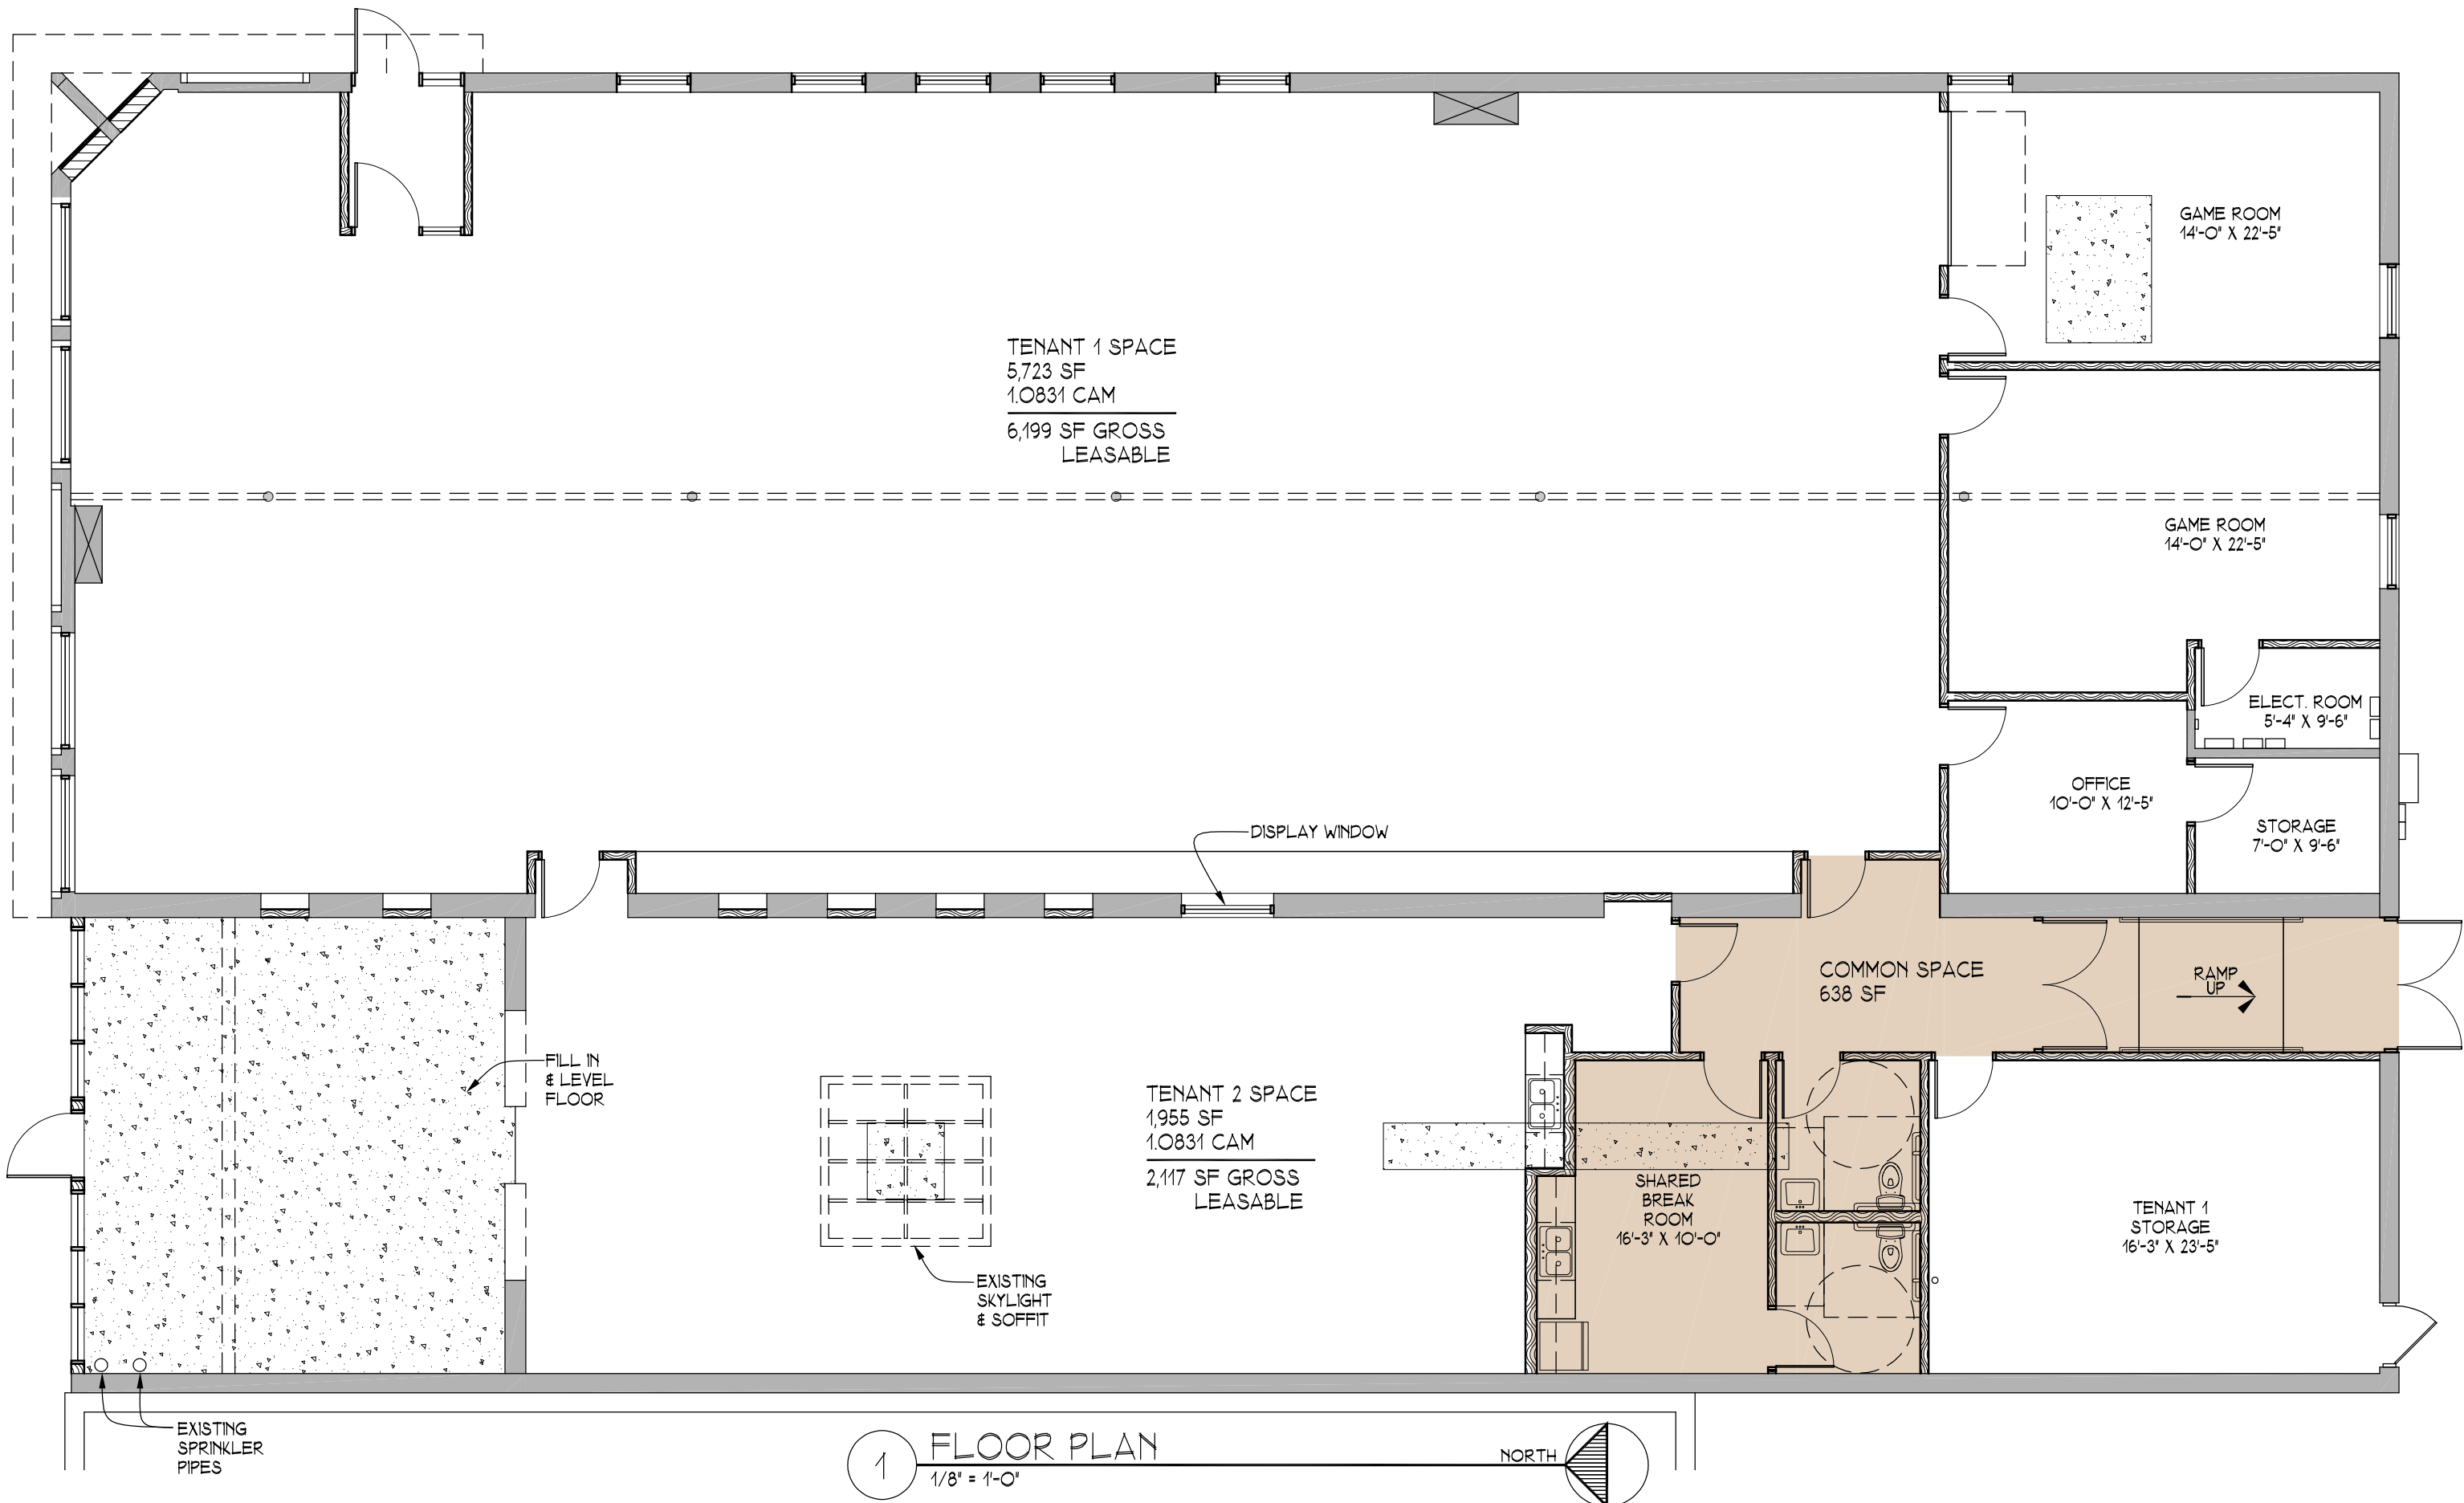 GAME ROOM
14'-0" X 22'-5"
TENANT 1 SPACE
5,723 SF
1.0831 CAM
6,199 SF GROSS
LEASABLE
GAME ROOM
14'-0" X 22'-5"
ELECT. ROOM
5'-4" X 9'-6"
OFFICE
10'-0" X 12'-5"
STORAGE
7'-0" X 9'-6"
DISPLAY WINDOW
COMMON SPACE
638 SF
RAMP
UP
FILL IN
& LEVEL
FLOOR
TENANT 2 SPACE
1,955 SF
1.0831 CAM
2,117 SF GROSS
LEASABLE
SHARED
BREAK
ROOM
16'-3" X 10'-0"
TENANT 1
STORAGE
16'-3" X 23'-5"
EXISTING
SKYLIGHT
& SOFFIT
EXISTING
SPRINKLER
PIPES
1
FLOOR PLAN
1/8" = 1'-0"
NORTH